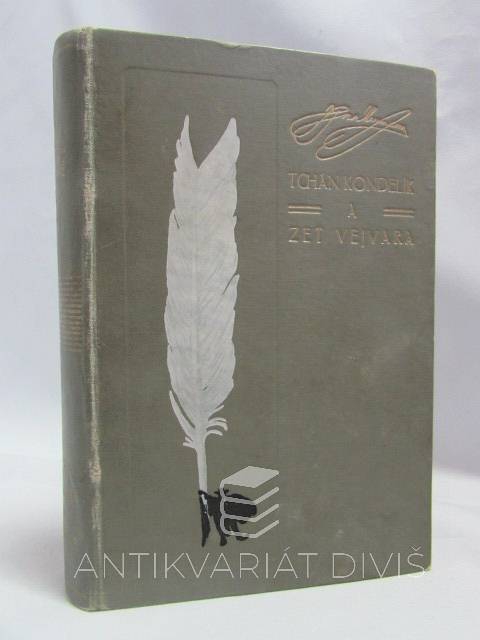 TCHÁN KONDELÍK
A
ZEŤ VEJVARA
ANTIKVARIÁT DIVIŠ